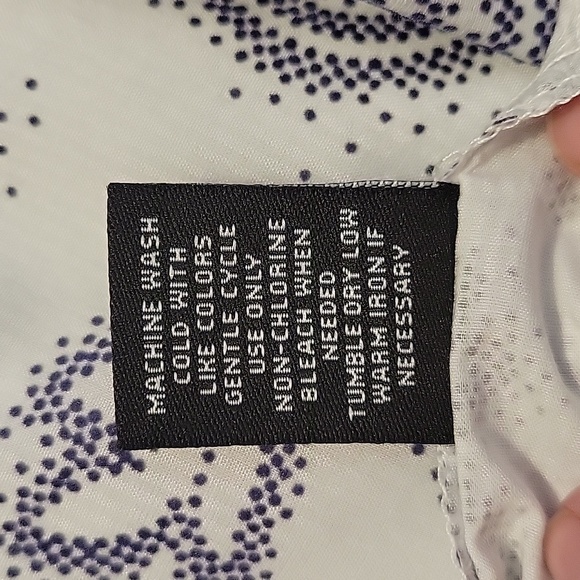 MACHINE WASH
COLD WITH
LIKE COLORS
GENTLE CYCLE
USE ONLY
NON-CHLORINE
BLEACH WHEN
NEEDED
TUMBLE DRY LOW
WARM IRON IF
NECESSARY